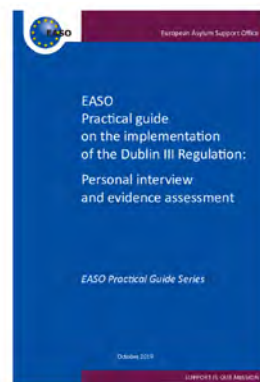 EASO
European Asylum Support Office
EASO
Practical guide
on the implementation
of the Dublin III Regulation:
Personal interview
and evidence assessment
EASO Practical Guide Series
October 2019
SUPPORT IS OUR MISSION